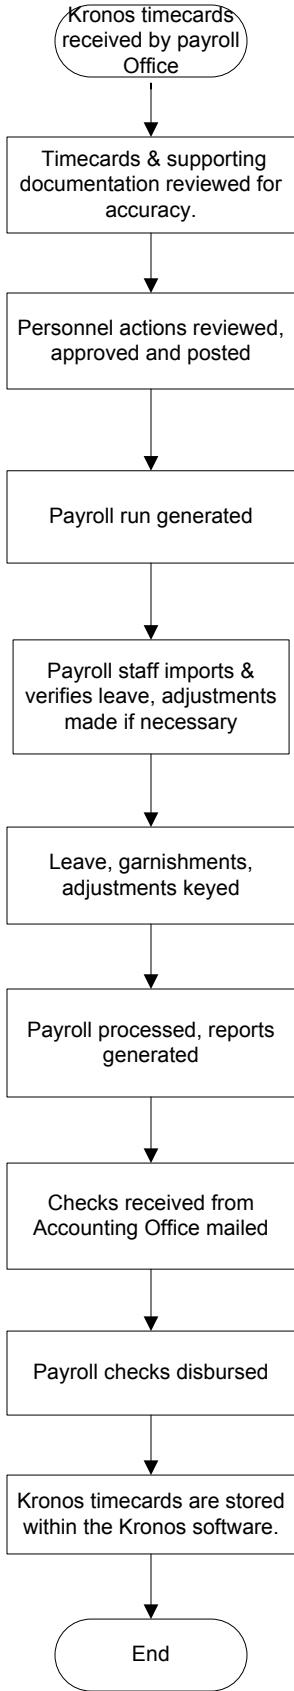 Kronos timecards
received by payroll
Office
Timecards & supporting
documentation reviewed for
accuracy.
Personnel actions reviewed,
approved and posted
Payroll run generated
Payroll staff imports &
verifies leave, adjustments
made if necessary
Leave, garnishments,
adjustments keyed
Payroll processed, reports
generated
Checks received from
Accounting Office mailed
Payroll checks disbursed
Kronos timecards are stored
within the Kronos software.
End